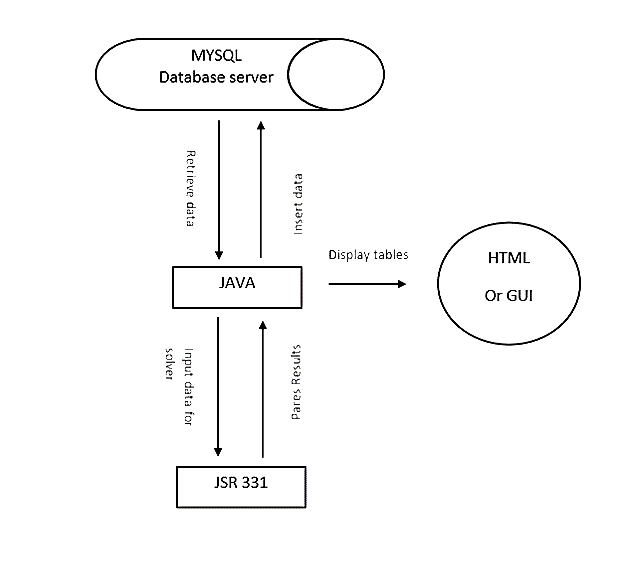 MYSQL
Database server
Retrieve data
Insert data
Display tables
HTML
Or GUI
JAVA
Input data for
solver
Pares Results
JSR 331